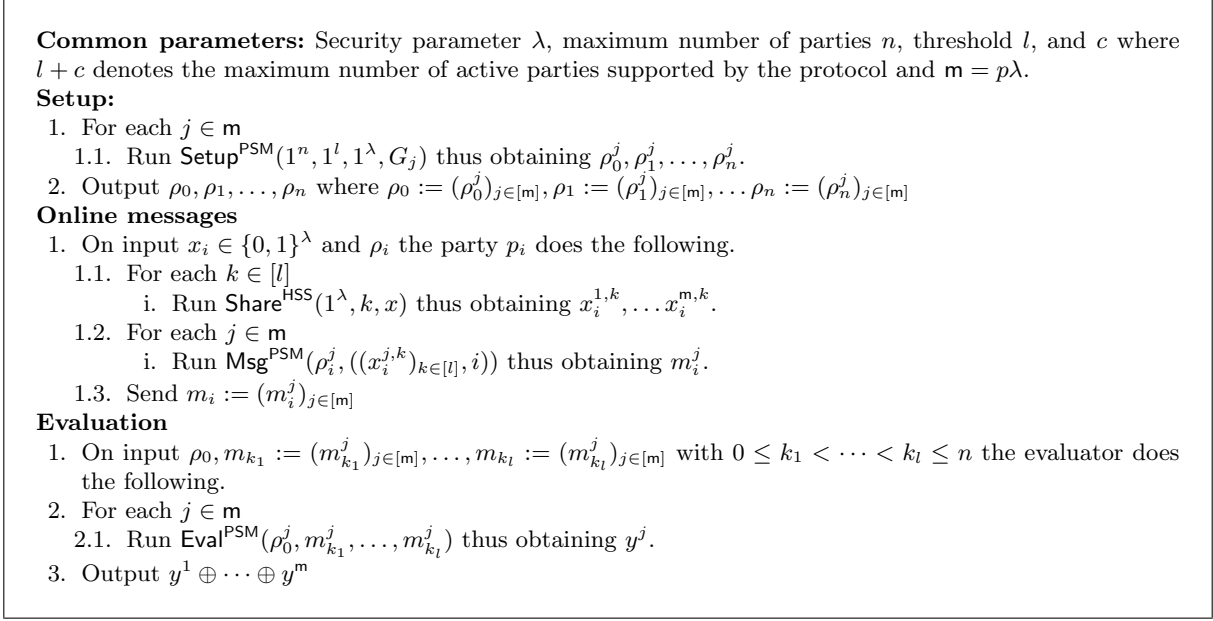 Common parameters: Security parameter λ, maximum number of parties n, threshold l, and c where
l + c denotes the maximum number of active parties supported by the protocol and m = pλ.
Setup:
1. For each j ∈ m
1.1. Run Setup^PSM(1^n, 1^l, 1^λ, G_j) thus obtaining ρ_0^j, ρ_1^j, . . . , ρ_n^j.
2. Output ρ_0, ρ_1, . . . , ρ_n where ρ_0 := (ρ_0^j)_{j∈[m]}, ρ_1 := (ρ_1^j)_{j∈[m]}, . . . ρ_n := (ρ_n^j)_{j∈[m]}
Online messages
1. On input x_i ∈ {0, 1}^λ and ρ_i the party p_i does the following.
1.1. For each k ∈ [l]
i. Run Share^HSS(1^λ, k, x) thus obtaining x_i^{1,k}, . . . x_i^{m,k}.
1.2. For each j ∈ m
i. Run Msg^PSM(ρ_i^j, ((x_i^{j,k})_{k∈[l]}, i)) thus obtaining m_i^j.
1.3. Send m_i := (m_i^j)_{j∈[m]}
Evaluation
1. On input ρ_0, m_{k_1} := (m_{k_1}^j)_{j∈[m]}, . . . , m_{k_l} := (m_{k_l}^j)_{j∈[m]} with 0 ≤ k_1 < · · · < k_l ≤ n the evaluator does
the following.
2. For each j ∈ m
2.1. Run Eval^PSM(ρ_0^j, m_{k_1}^j, . . . , m_{k_l}^j) thus obtaining y^j.
3. Output y^1 ⊕ · · · ⊕ y^m